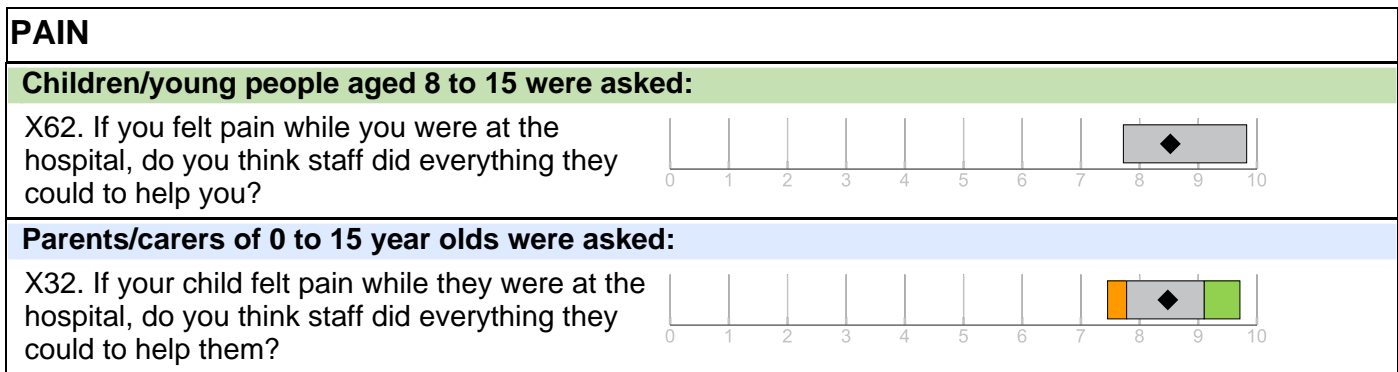 PAIN
Children/young people aged 8 to 15 were asked:
X62. If you felt pain while you were at the
hospital, do you think staff did everything they
could to help you?
0 1 2 3 4 5 6 7 8 9 10
Parents/carers of 0 to 15 year olds were asked:
X32. If your child felt pain while they were at the
hospital, do you think staff did everything they
could to help them?
0 1 2 3 4 5 6 7 8 9 10